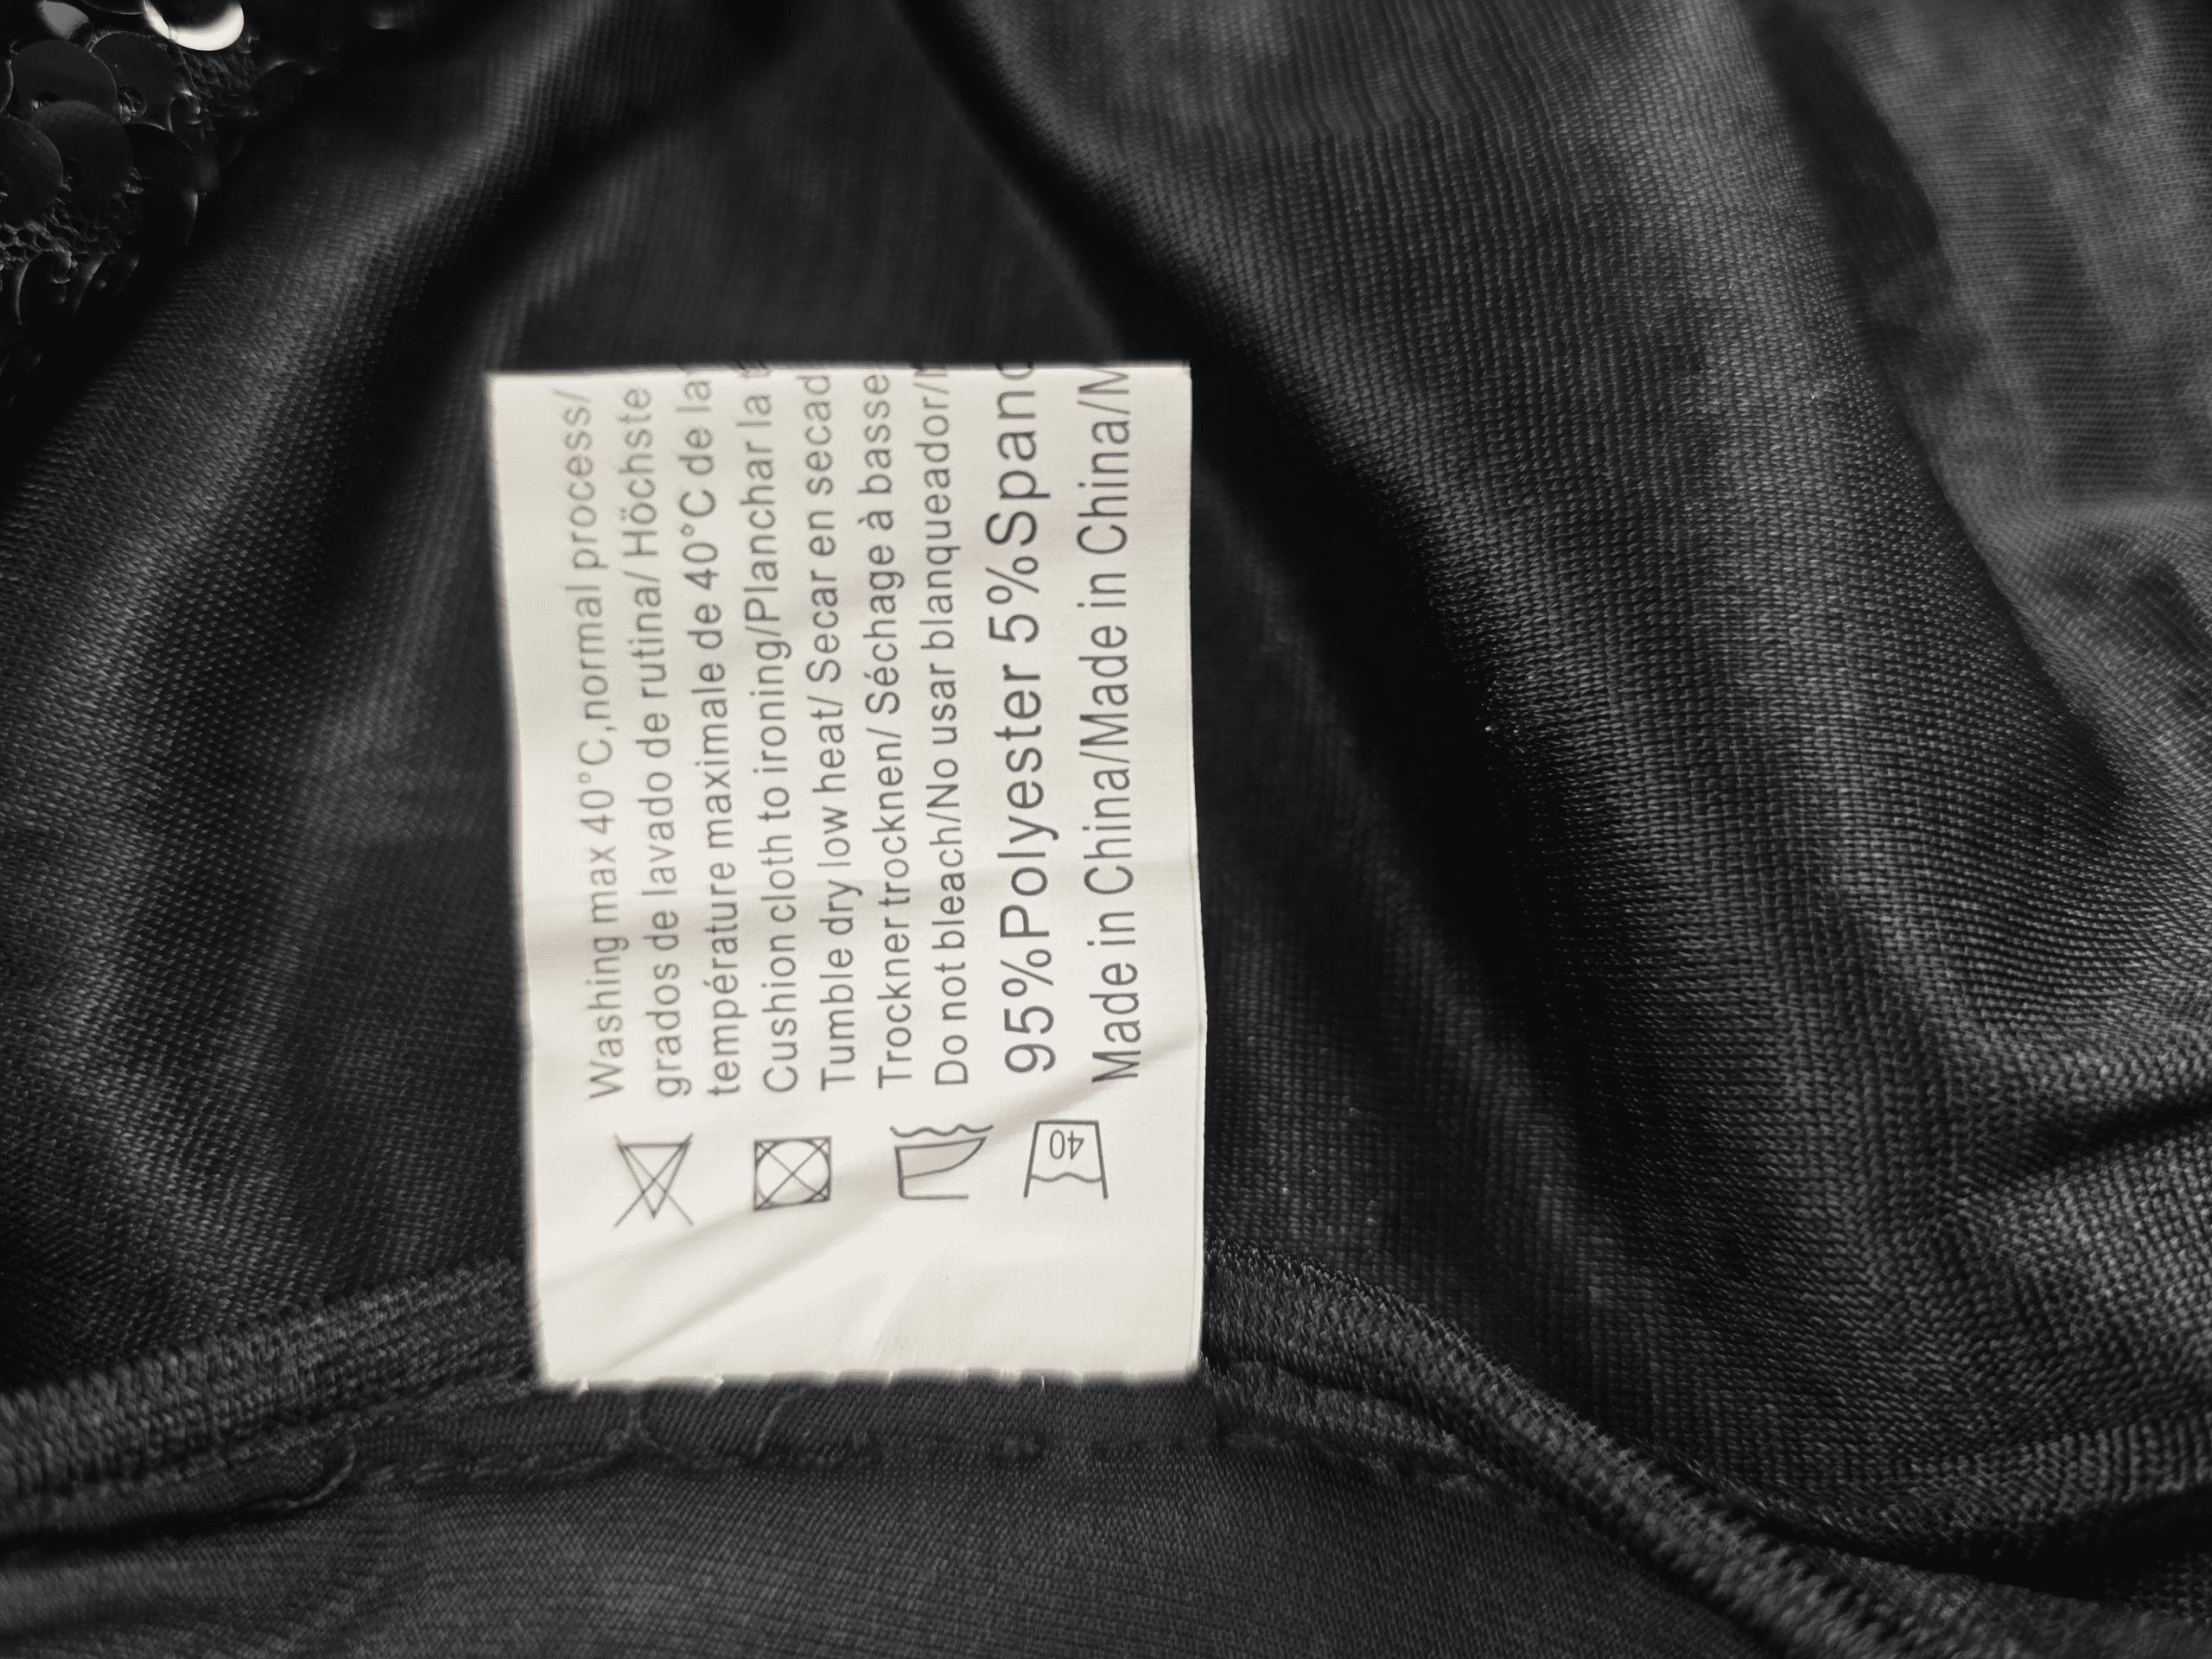 Washing max 40°C,normal process/
grados de lavado de rutina/ Höchste
température maximale de 40°C de la
Cushion cloth to ironing/Planchar la
Tumble dry low heat/ Secar en secad
Trockner trocknen/ Séchage à basse
Do not bleach/No usar blanqueador/
95%Polyester 5%Span
Made in China/Made in China/M
40